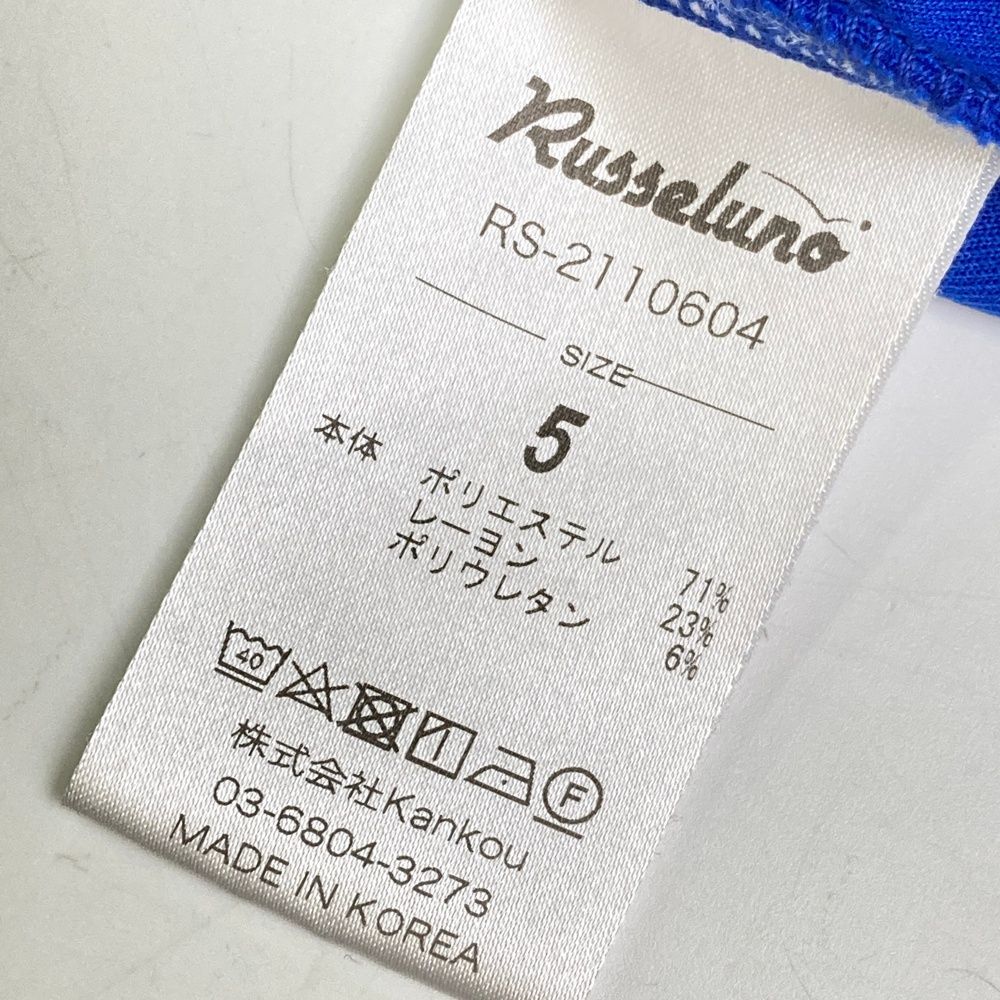 Russeluno
RS-2110604
SIZE
5
本体
ポリエステル 71%
レーヨン 23%
ポリウレタン 6%
40 F
株式会社Kankou
03-6804-3273
MADE IN KOREA